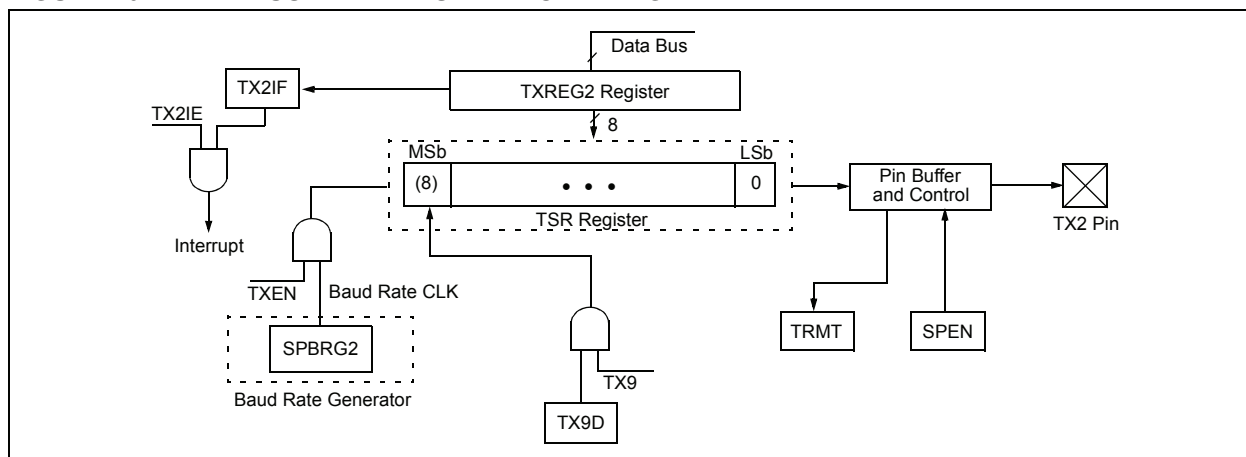 Data Bus
TX2IF
TXREG2 Register
TX2IE
8
MSb
LSb
(8)
• • •
0
Pin Buffer
and Control
TSR Register
TX2 Pin
Interrupt
TXEN
Baud Rate CLK
TRMT
SPEN
SPBRG2
TX9
Baud Rate Generator
TX9D